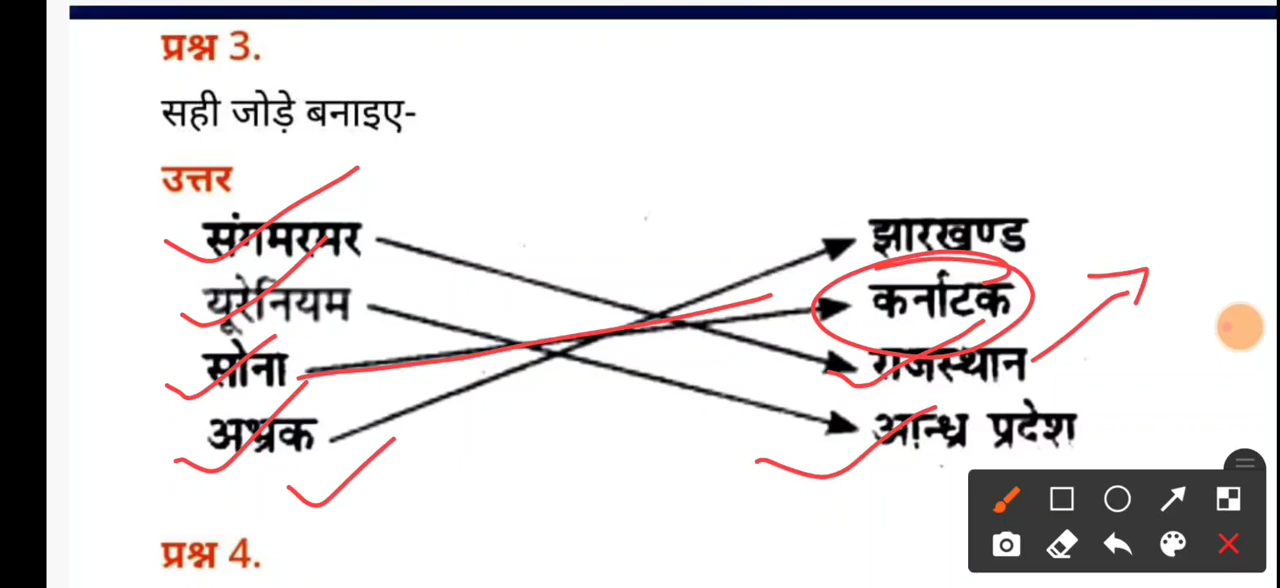 प्रश्न 3.
सही जोड़े बनाइए-
उत्तर
संगमरमर झारखण्ड
यूरेनियम कर्नाटक
सोना राजस्थान
अभ्रक आन्ध्र प्रदेश
प्रश्न 4.